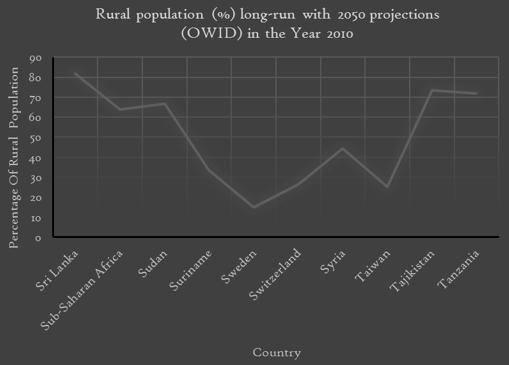 Rural population (%) long-run with 2050 projections
(OWID) in the Year 2010
Percentage Of Rural Population
90
80
70
60
50
40
30
20
10
0
Sri Lanka
Sub-Saharan Africa
Sudan
Suriname
Sweden
Switzerland
Syria
Taiwan
Tajikistan
Tanzania
Country